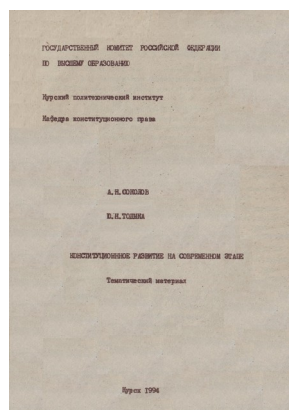 ГОСУДАРСТВЕННЫЙ КОМИТЕТ РОССИЙСКОЙ ФЕДЕРАЦИИ
ПО ВЫСШЕМУ ОБРАЗОВАНИЮ
Курский политехнический институт
Кафедра конституционного права
А.Н.СОКОЛОВ
Ю.И.ТОЛМКА
КОНСТИТУЦИОННОЕ РАЗВИТИЕ НА СОВРЕМЕННОМ ЭТАПЕ
Тематический материал
Курск 1994